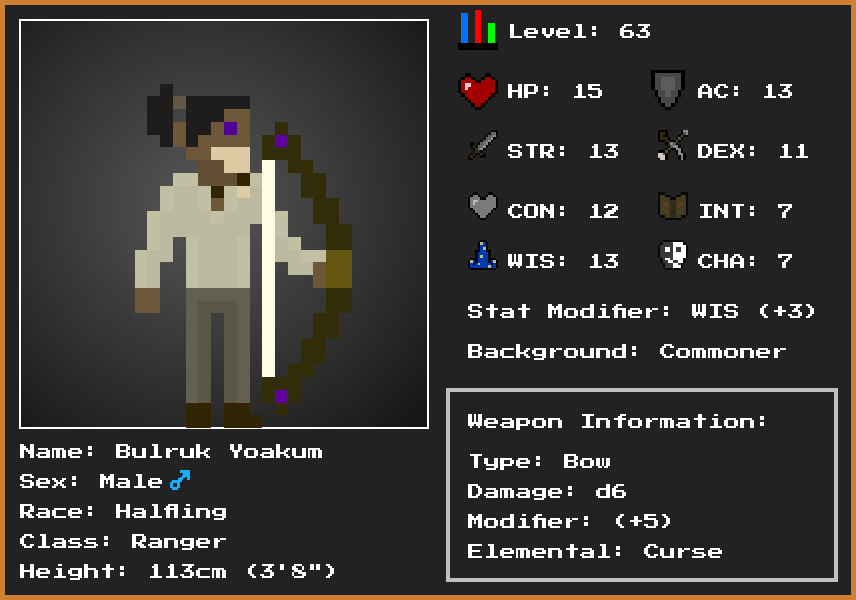 Level: 63
HP: 15
AC: 13
STR: 13
DEX: 11
CON: 12
INT: 7
WIS: 13
CHA: 7
Stat Modifier: WIS (+3)
Background: Commoner
Name: Bulruk Yoakum
Sex: Male ♂
Race: Halfling
Class: Ranger
Height: 113cm (3'8")
Weapon Information:
Type: Bow
Damage: d6
Modifier: (+5)
Elemental: Curse